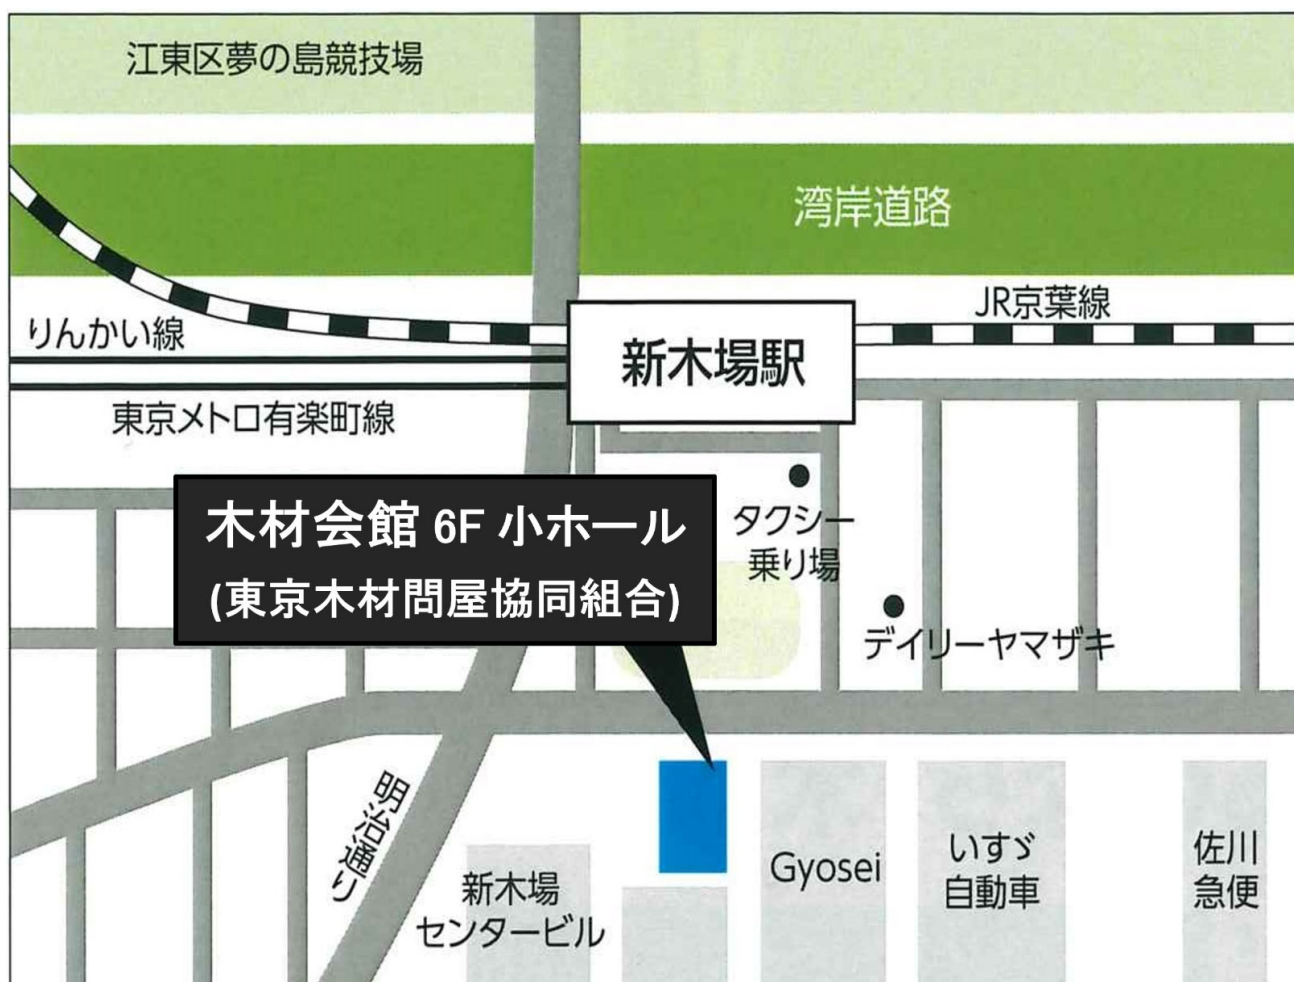 江東区夢の島競技場
湾岸道路
JR京葉線
りんかい線
新木場駅
東京メトロ有楽町線
木材会館 6F 小ホール
(東京木材問屋協同組合)
タクシー
乗り場
デイリーヤマザキ
明治通り
新木場
センタービル
Gyosei
いすゞ
自動車
佐川
急便